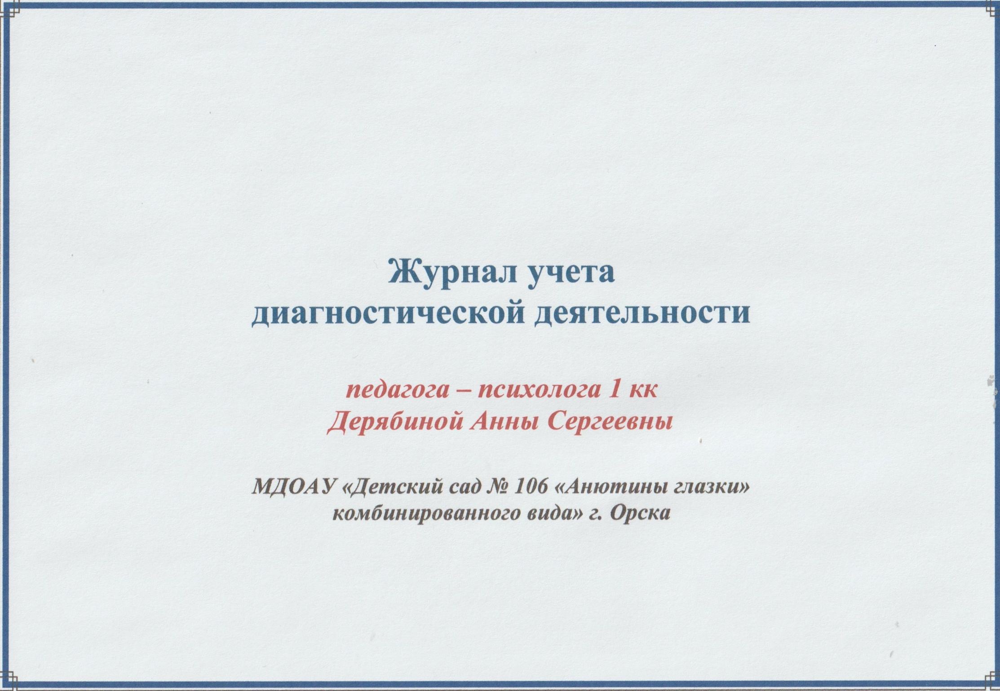 Журнал учета
диагностической деятельности
педагога – психолога 1 кк
Дерябиной Анны Сергеевны
МДОАУ «Детский сад № 106 «Анютины глазки»
комбинированного вида» г. Орска